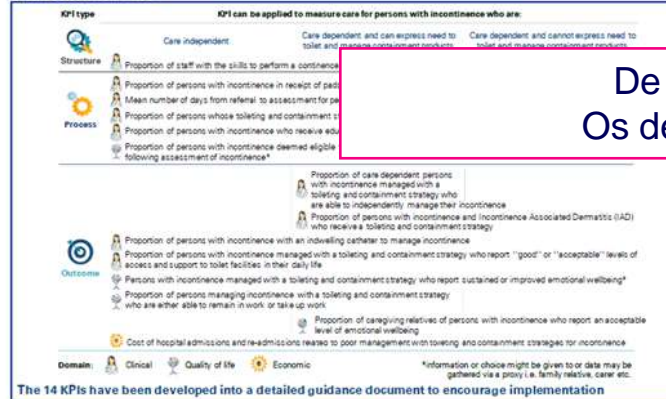 KPI type
KPI can be applied to measure care for persons with incontinence who are:
Care independent
Care dependent and can express need to
toilet and manage containment products
Care dependent and cannot express need to
toilet and manage containment products
Structure
Proportion of staff with the skills to perform a continence
De
Os de
Process
Proportion of persons with incontinence in receipt of pads
Mean number of days from referral to assessment for pe
Proportion of persons whose toileting and containment s
Proportion of persons with incontinence who receive edu
Proportion of persons with incontinence deemed eligible
following assessment of incontinence*
Proportion of care dependent persons
with incontinence managed with a
toileting and containment strategy who
are able to independently manage their incontinence
Proportion of persons with incontinence and Incontinence Associated Dermatitis (IAD)
who receive a toileting and containment strategy
Outcome
Proportion of persons with incontinence with an indwelling catheter to manage incontinence
Proportion of persons with incontinence managed with a toileting and containment strategy who report "good" or "acceptable" levels of
access and support to toilet facilities in their daily life
Persons with incontinence managed with a toileting and containment strategy who report sustained or improved emotional wellbeing*
Proportion of persons managing incontinence with a toileting and containment strategy
who are either able to remain in work or take up work
Proportion of caregiving relatives of persons with incontinence who report an acceptable
level of emotional wellbeing
Cost of hospital admissions and re-admissions related to poor management with toileting and containment strategies for incontinence
Domain:
Clinical
Quality of life
Economic
*information or choice might be given to or data may be
gathered via a proxy i.e. family relative, carer etc.
The 14 KPIs have been developed into a detailed guidance document to encourage implementation